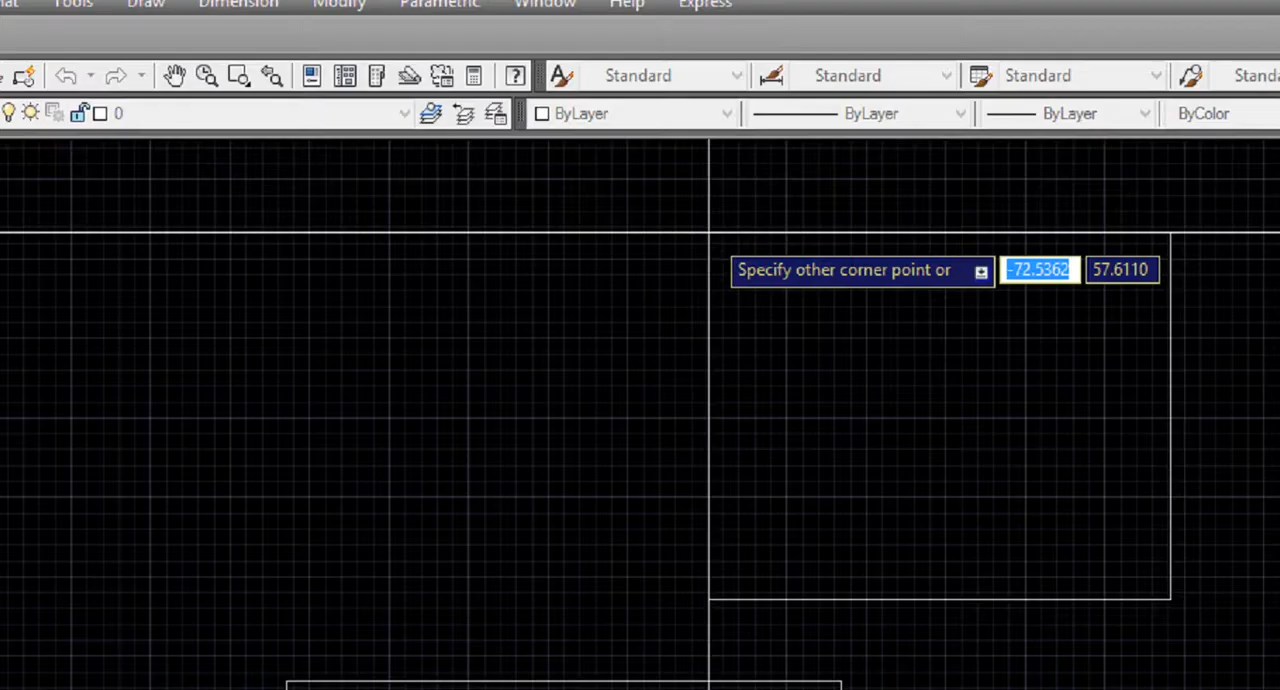 Tools Draw Dimension Modify Parametric Window Help Express
Standard Standard Standard
0 ByLayer ByLayer ByLayer ByColor
Specify other corner point or -72.5362 57.6110